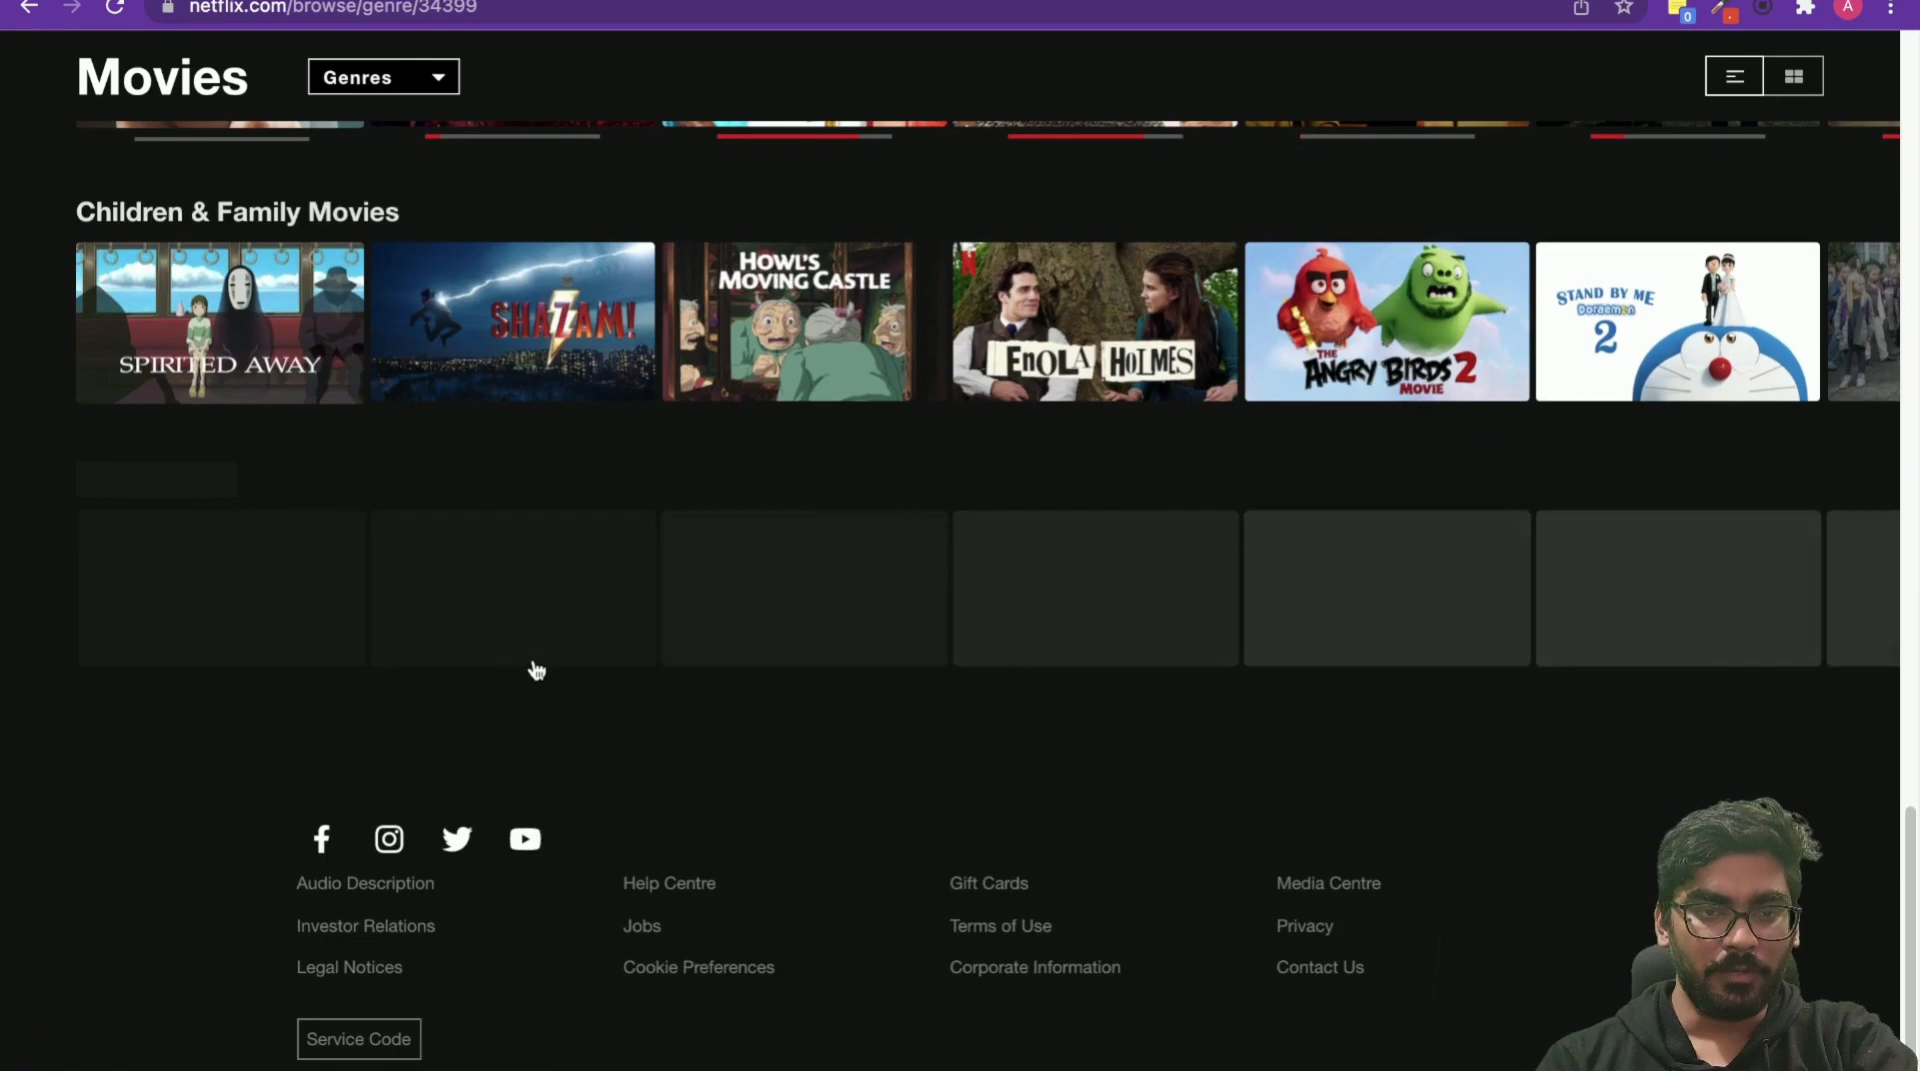 netflix.com/browse/genre/34399
0
A
Movies
Genres
Children & Family Movies
SPIRITED AWAY
SHAZAM!
HOWL'S
MOVING CASTLE
N
ENOLA HOLMES
THE
ANGRY BIRDS 2
MOVIE
STAND BY ME
Doraemon
2
Audio Description
Help Centre
Gift Cards
Media Centre
Investor Relations
Jobs
Terms of Use
Privacy
Legal Notices
Cookie Preferences
Corporate Information
Contact Us
Service Code